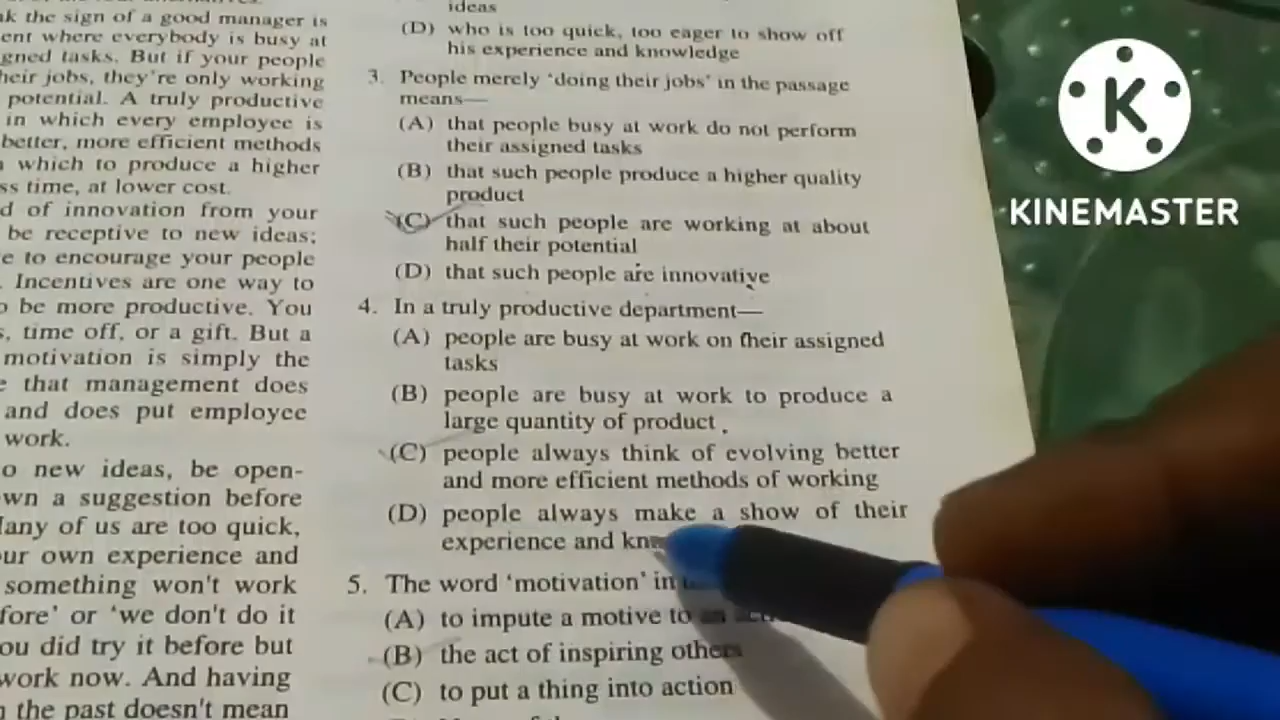 ak the sign of a good manager is
ent where everybody is busy at
gned tasks. But if your people
heir jobs, they're only working
potential. A truly productive
in which every employee is
better, more efficient methods
which to produce a higher
ss time, at lower cost.
d of innovation from your
be receptive to new ideas;
e to encourage your people
. Incentives are one way to
o be more productive. You
s, time off, or a gift. But a
motivation is simply the
e that management does
and does put employee
work.
o new ideas, be open-
wn a suggestion before
Many of us are too quick,
our own experience and
something won't work
fore' or 'we don't do it
ou did try it before but
work now. And having
n the past doesn't mean
ideas
(D) who is too quick, too eager to show off
his experience and knowledge
3. People merely 'doing their jobs' in the passage
means—
(A) that people busy at work do not perform
their assigned tasks
(B) that such people produce a higher quality
product
(C) that such people are working at about
half their potential
(D) that such people are innovative
4. In a truly productive department—
(A) people are busy at work on their assigned
tasks
(B) people are busy at work to produce a
large quantity of product
(C) people always think of evolving better
and more efficient methods of working
(D) people always make a show of their
experience and
5. The word 'motivation' in
(A) to impute a motive to
(B) the act of inspiring others
(C) to put a thing into action
K
KINEMASTER